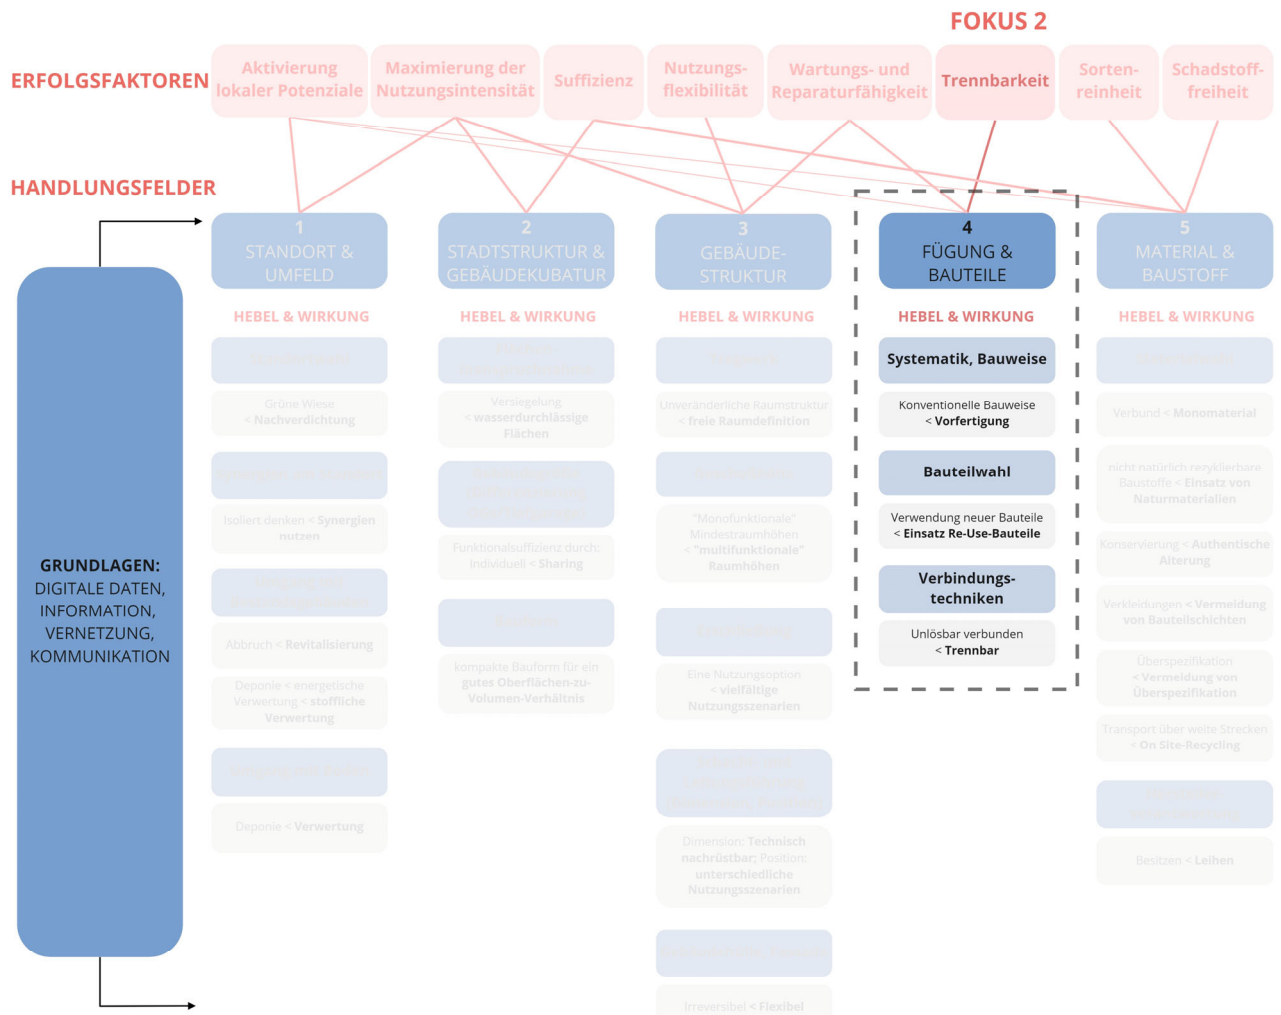 FOKUS 2
ERFOLGSFAKTOREN
Aktivierung
lokaler Potenziale
Maximierung der
Nutzungsintensität
Suffizienz
Nutzungs-
flexibilität
Wartungs- und
Reparaturfähigkeit
Trennbarkeit
Sorten-
reinheit
Schadstoff-
freiheit
HANDLUNGSFELDER
GRUNDLAGEN:
DIGITALE DATEN,
INFORMATION,
VERNETZUNG,
KOMMUNIKATION
1
STANDORT &
UMFELD
HEBEL & WIRKUNG
Grüne Wiese
< Nachverdichtung
Isoliert denken < Synergien
nutzen
Abbruch < Revitalisierung
Deponie < energetische
Verwertung < stoffliche
Verwertung
Deponie < Verwertung
2
STADTSTRUKTUR &
GEBÄUDEKUBATUR
HEBEL & WIRKUNG
Versiegelung
< wasserdurchlässige
Flächen
Funktionalsuffizienz durch:
Individuell < Sharing
kompakte Bauform für ein
gutes Oberflächen-zu-
Volumen-Verhältnis
3
GEBÄUDE-
STRUKTUR
HEBEL & WIRKUNG
Unveränderliche Raumstruktur
< freie Raumdefinition
"Monofunktionale"
Mindestraumhöhen
< "multifunktionale"
Raumhöhen
Eine Nutzungsoption
< vielfältige
Nutzungsszenarien
Dimension: Technisch
nachrüstbar; Position:
unterschiedliche
Nutzungsszenarien
Irreversibel < Flexibel
4
FÜGUNG &
BAUTEILE
HEBEL & WIRKUNG
Systematik, Bauweise
Konventionelle Bauweise
< Vorfertigung
Bauteilwahl
Verwendung neuer Bauteile
< Einsatz Re-Use-Bauteile
Verbindungs-
techniken
Unlösbar verbunden
< Trennbar
5
MATERIAL &
BAUSTOFF
HEBEL & WIRKUNG
Verbund < Monomaterial
nicht natürlich rezyklierbare
Baustoffe < Einsatz von
Naturmaterialien
Konservierung < Authentische
Alterung
Verkleidungen < Vermeidung
von Bauteilschichten
Überspezifikation
< Vermeidung von
Überspezifikation
Transport über weite Strecken
< On Site-Recycling
Besitzen < Leihen